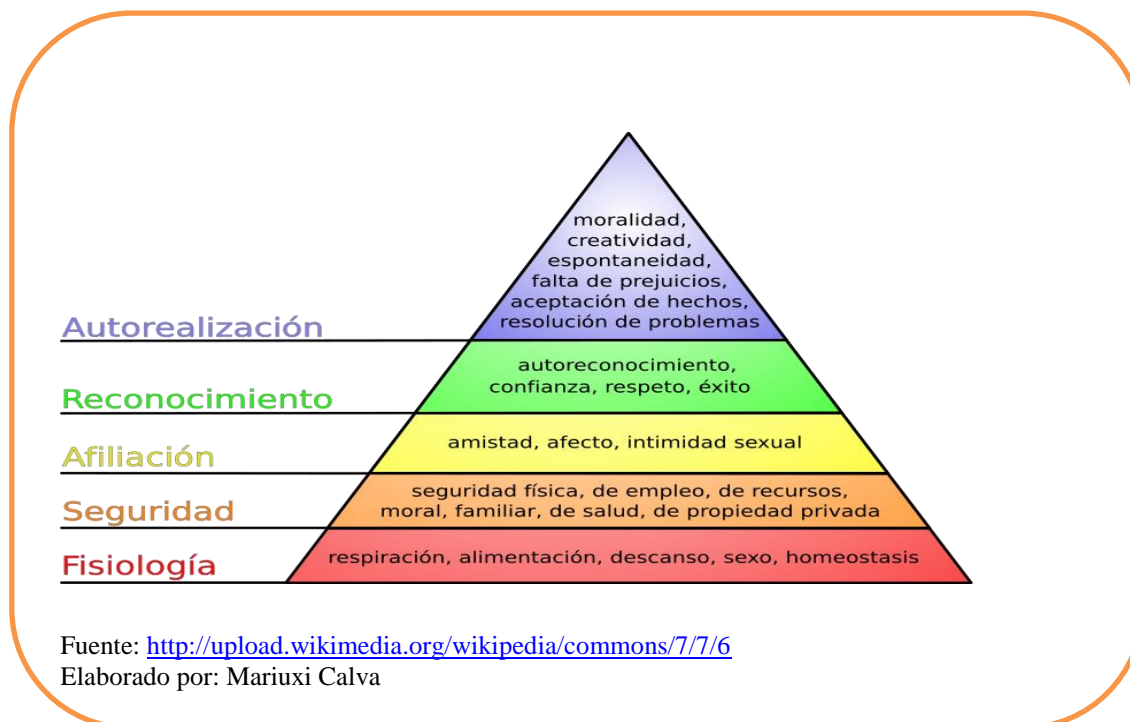 moralidad,
creatividad,
espontaneidad,
falta de prejuicios,
aceptación de hechos,
resolución de problemas
Autorealización
autoreconocimiento,
confianza, respeto, éxito
Reconocimiento
amistad, afecto, intimidad sexual
Afiliación
seguridad física, de empleo, de recursos,
moral, familiar, de salud, de propiedad privada
Seguridad
respiración, alimentación, descanso, sexo, homeostasis
Fisiología
Fuente: http://upload.wikimedia.org/wikipedia/commons/7/7/6
Elaborado por: Mariuxi Calva